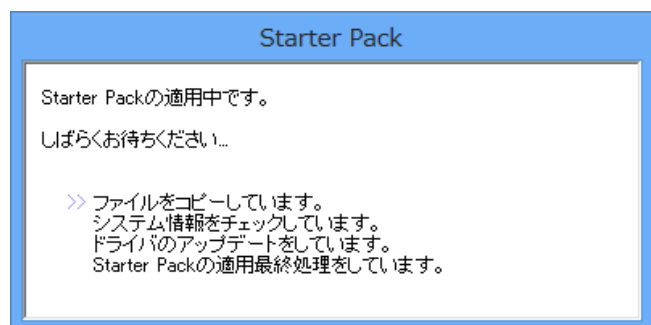 Starter Pack
Starter Packの適用中です。
しばらくお待ちください...
>> ファイルをコピーしています。
システム情報をチェックしています。
ドライバのアップデートをしています。
Starter Packの適用最終処理をしています。